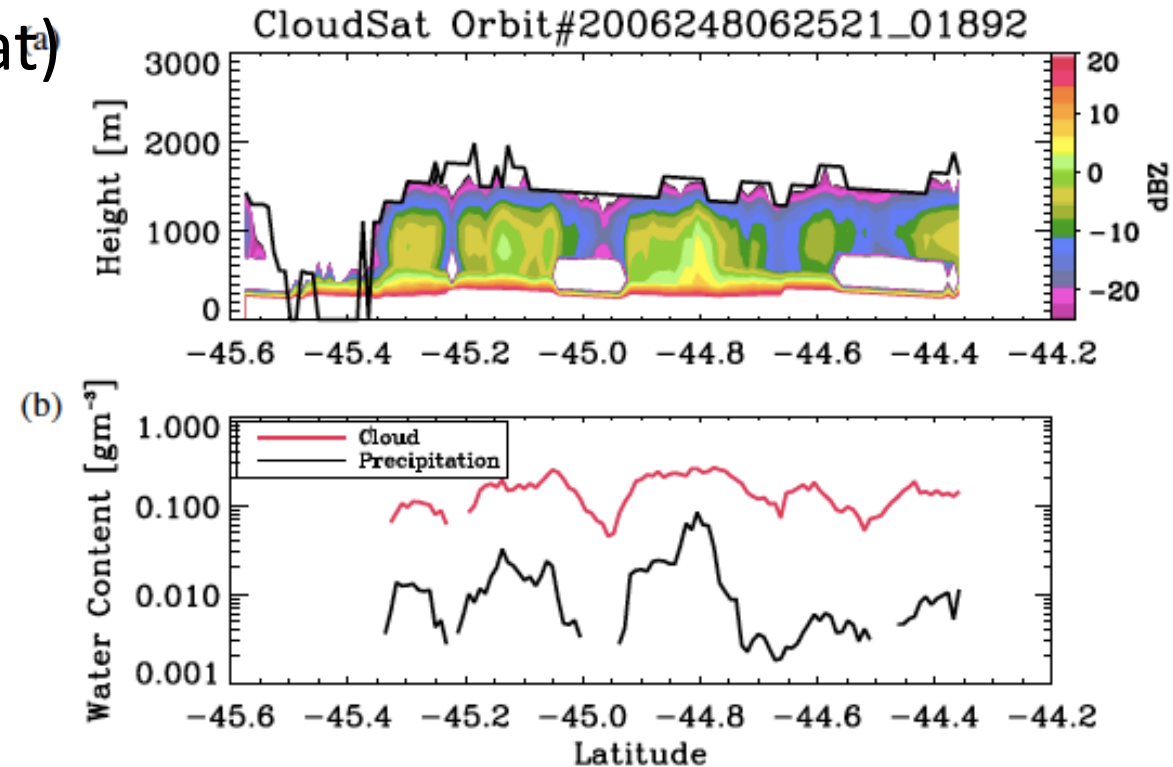 at)
(a)
CloudSat Orbit#2006248062521_01892
Height [m]
3000
2000
1000
0
20
10
0
−10
−20
dBZ
−45.6 −45.4 −45.2 −45.0 −44.8 −44.6 −44.4 −44.2
(b)
Water Content [gm⁻³]
1.000
0.100
0.010
0.001
Cloud
Precipitation
−45.6 −45.4 −45.2 −45.0 −44.8 −44.6 −44.4 −44.2
Latitude